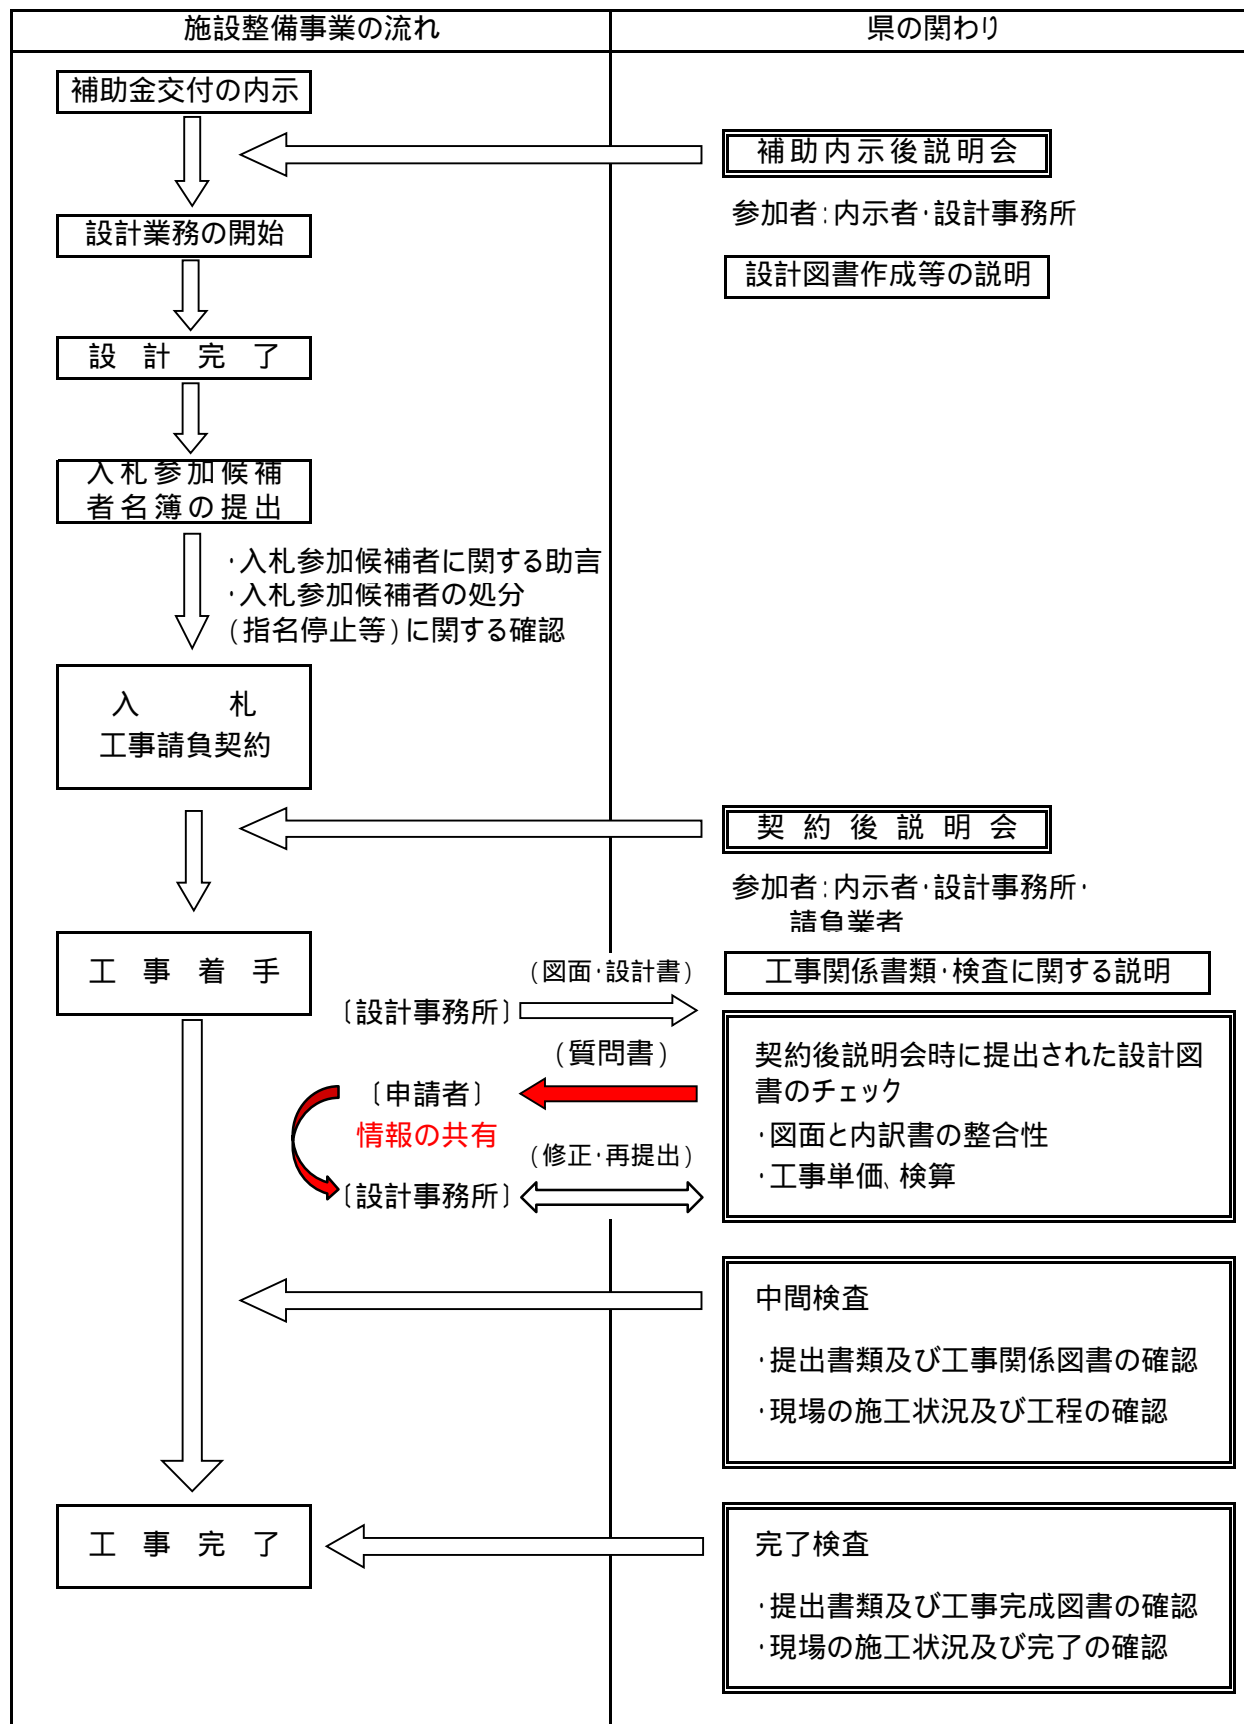 施設整備事業の流れ
県の関わり
補助金交付の内示
補助内示後説明会
参加者:内示者・設計事務所
設計業務の開始
設計図書作成等の説明
設計完了
入札参加候補
者名簿の提出
・入札参加候補者に関する助言
・入札参加候補者の処分
(指名停止等)に関する確認
入札
工事請負契約
契約後説明会
参加者:内示者・設計事務所・
請負業者
工事着手
(図面・設計書)
工事関係書類・検査に関する説明
〔設計事務所〕
(質問書)
〔申請者〕
情報の共有
(修正・再提出)
〔設計事務所〕
契約後説明会時に提出された設計図
書のチェック
・図面と内訳書の整合性
・工事単価、検算
中間検査
・提出書類及び工事関係図書の確認
・現場の施工状況及び工程の確認
工事完了
完了検査
・提出書類及び工事完成図書の確認
・現場の施工状況及び完了の確認